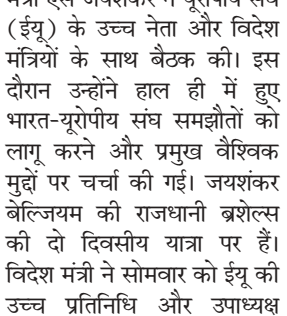 मंत्री एस जयशंकर ने यूरोपीय संघ
(ईयू) के उच्च नेता और विदेश
मंत्रियों के साथ बैठक की। इस
दौरान उन्होंने हाल ही में हुए
भारत-यूरोपीय संघ समझौतों को
लागू करने और प्रमुख वैश्विक
मुद्दों पर चर्चा की गई। जयशंकर
बेल्जियम की राजधानी ब्रशेल्स
की दो दिवसीय यात्रा पर हैं।
विदेश मंत्री ने सोमवार को ईयू की
उच्च प्रतिनिधि और उपाध्यक्ष